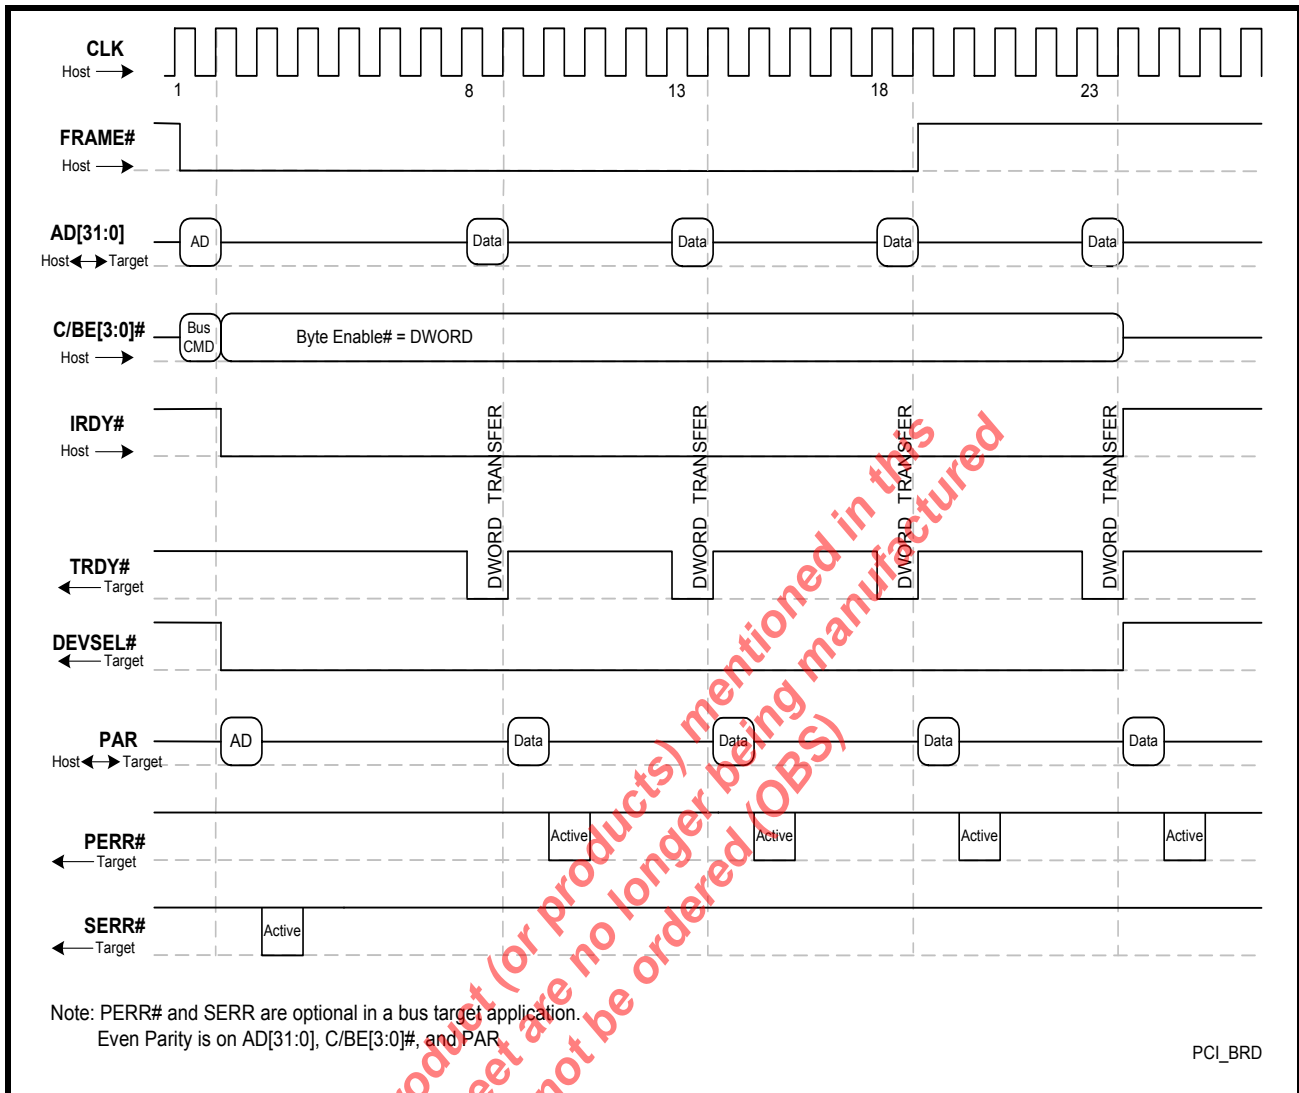 CLK
Host
1 8 13 18 23
FRAME#
Host
AD[31:0]
Host Target
AD Data Data Data Data
C/BE[3:0]#
Host
Bus
CMD
Byte Enable# = DWORD
IRDY#
Host
DWORD TRANSFER
DWORD TRANSFER
DWORD TRANSFER
DWORD TRANSFER
TRDY#
Target
DEVSEL#
Target
PAR
Host Target
AD Data Data Data Data
PERR#
Target
Active Active Active Active
SERR#
Target
Active
Note: PERR# and SERR are optional in a bus target application.
Even Parity is on AD[31:0], C/BE[3:0]#, and PAR
PCI_BRD
product (or products) mentioned in this
are no longer being manufactured
not be ordered (OBS)